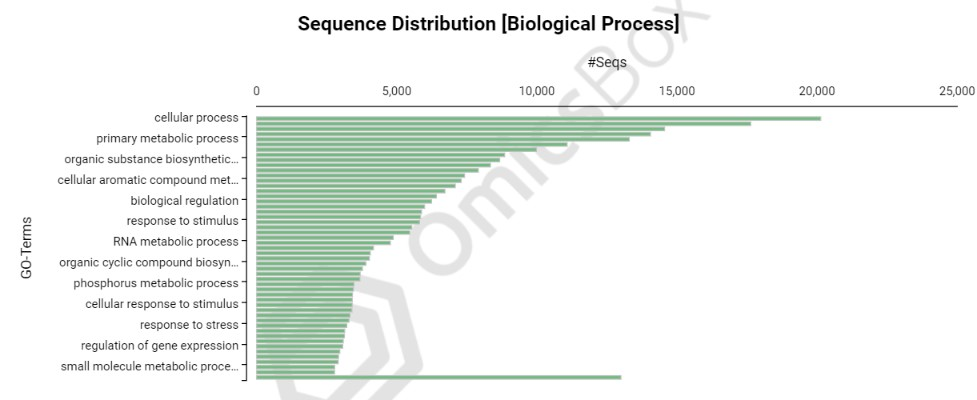 Sequence Distribution [Biological Process]
#Seqs
0 5,000 10,000 15,000 20,000 25,000
cellular process
primary metabolic process
organic substance biosynthetic...
cellular aromatic compound met...
biological regulation
response to stimulus
RNA metabolic process
organic cyclic compound biosyn...
phosphorus metabolic process
cellular response to stimulus
response to stress
regulation of gene expression
small molecule metabolic proce...
GO-Terms
OmicsBox